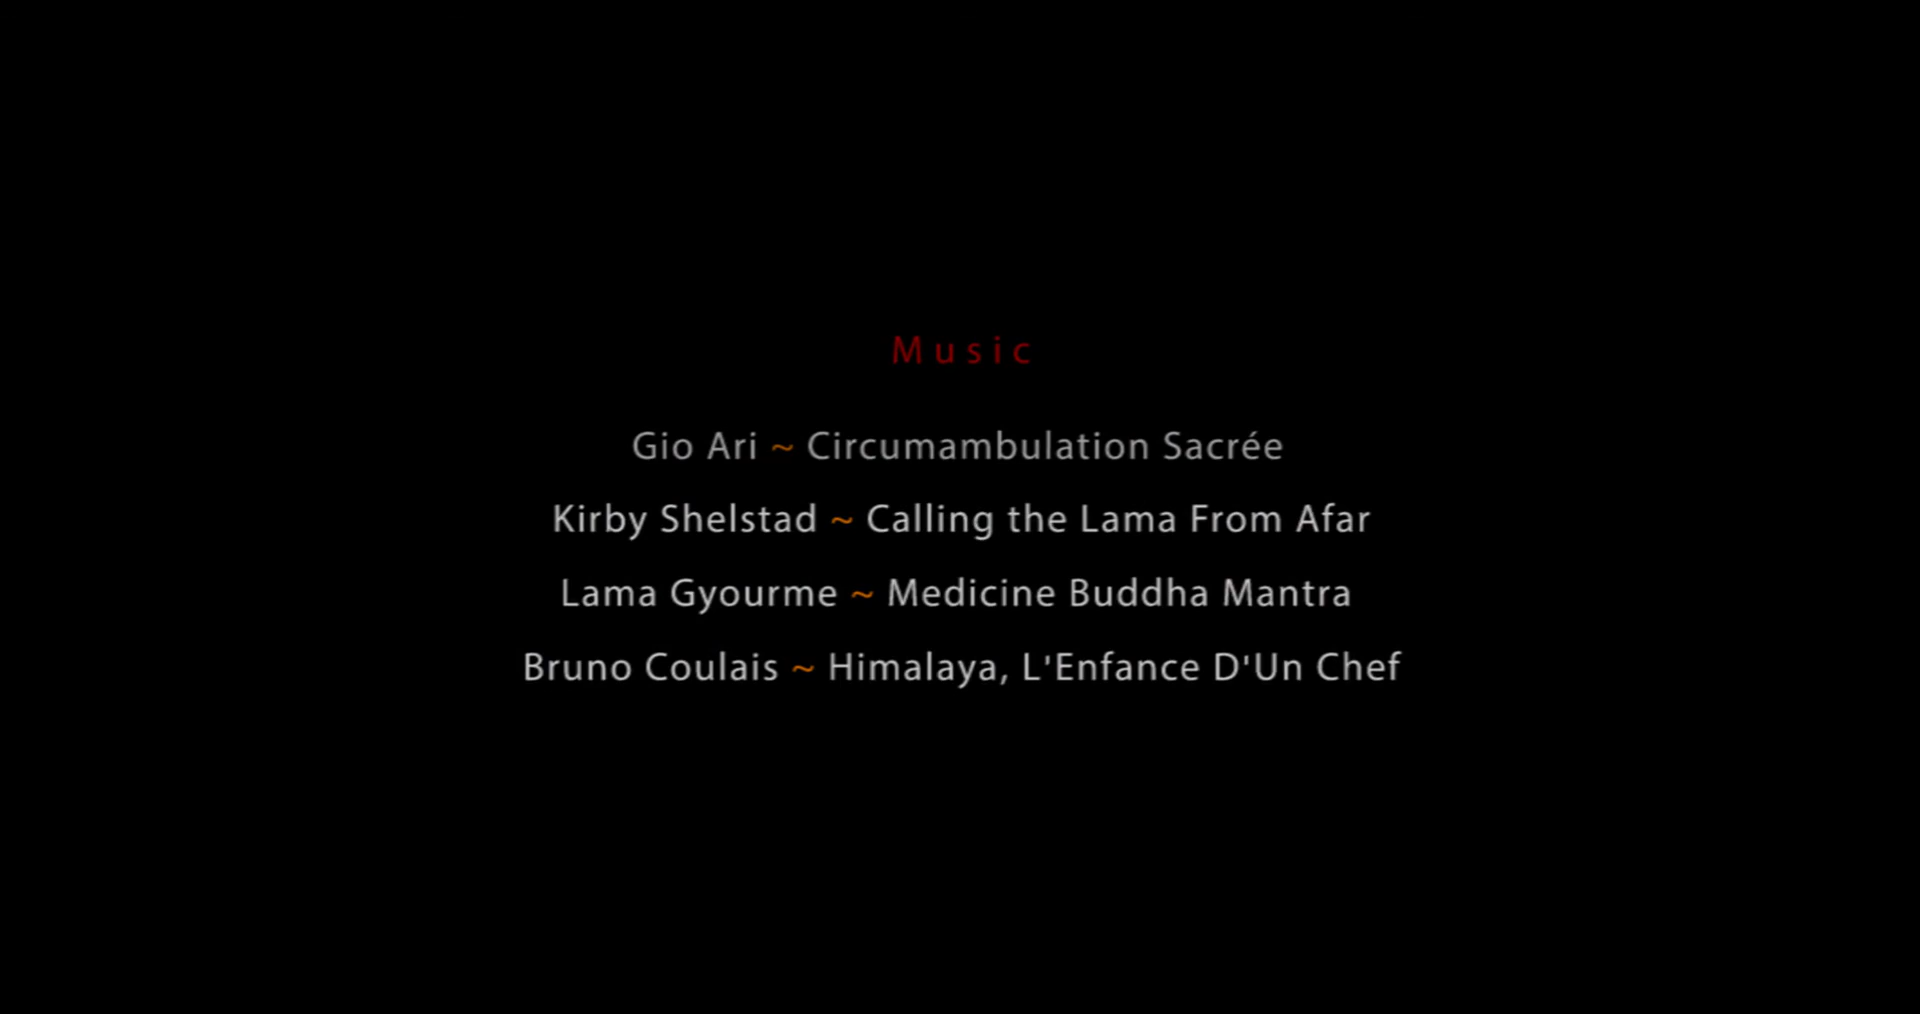 Music
Gio Ari ~ Circumambulation Sacrée
Kirby Shelstad ~ Calling the Lama From Afar
Lama Gyourme ~ Medicine Buddha Mantra
Bruno Coulais ~ Himalaya, L'Enfance D'Un Chef